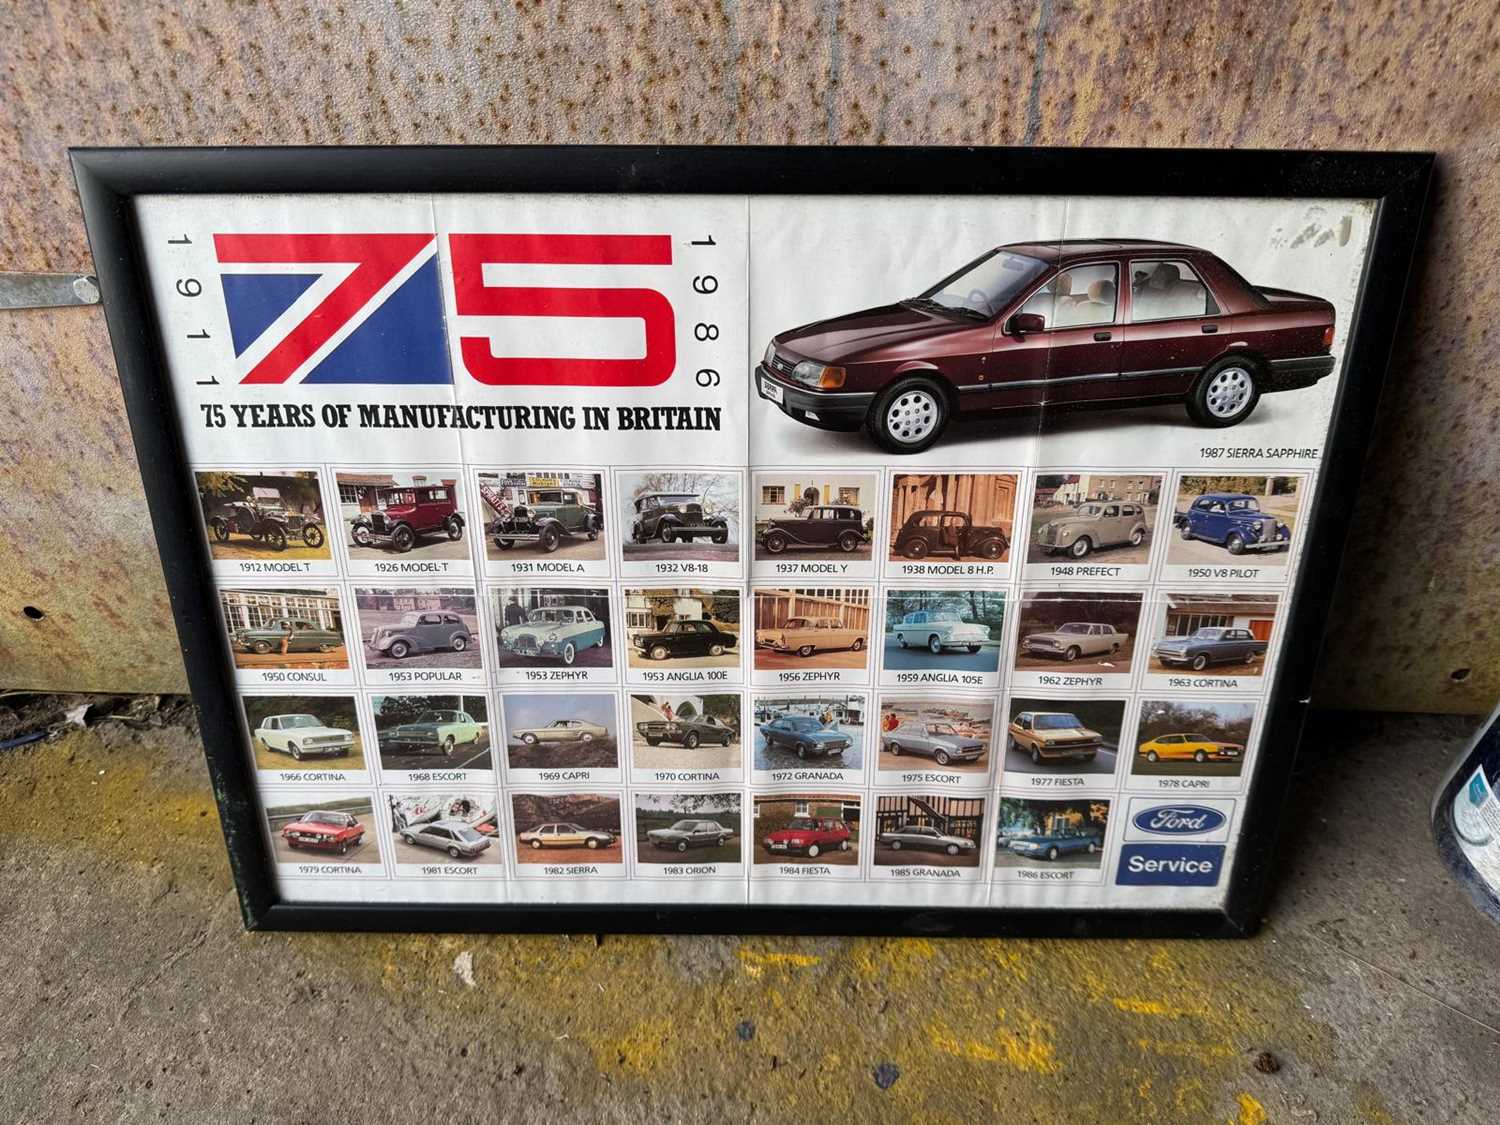 1911
1986
75
75 YEARS OF MANUFACTURING IN BRITAIN
1987 SIERRA SAPPHIRE
1912 MODEL T
1926 MODEL-T
1931 MODEL A
1932 V8-18
1937 MODEL Y
1938 MODEL 8 H.P.
1948 PREFECT
1950 V8 PILOT
1950 CONSUL
1953 POPULAR
1953 ZEPHYR
1953 ANGLIA 100E
1956 ZEPHYR
1959 ANGLIA 105E
1962 ZEPHYR
1963 CORTINA
1966 CORTINA
1968 ESCORT
1969 CAPRI
1970 CORTINA
1972 GRANADA
1975 ESCORT
1977 FIESTA
1978 CAPRI
1979 CORTINA
1981 ESCORT
1982 SIERRA
1983 ORION
1984 FIESTA
1985 GRANADA
1986 ESCORT
Ford
Service